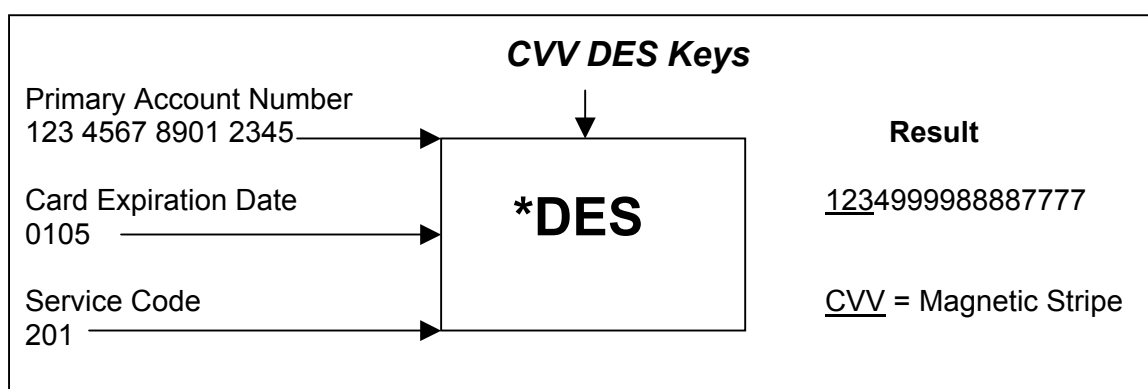 CVV DES Keys
Primary Account Number
123 4567 8901 2345
Result
Card Expiration Date
0105
*DES
1234999988887777
Service Code
201
CVV = Magnetic Stripe